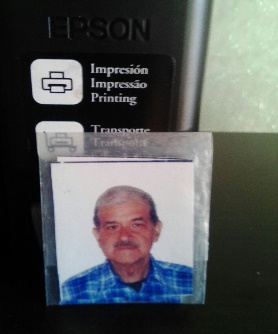 EPSON
Impresión
Impressão
Printing
Transporte